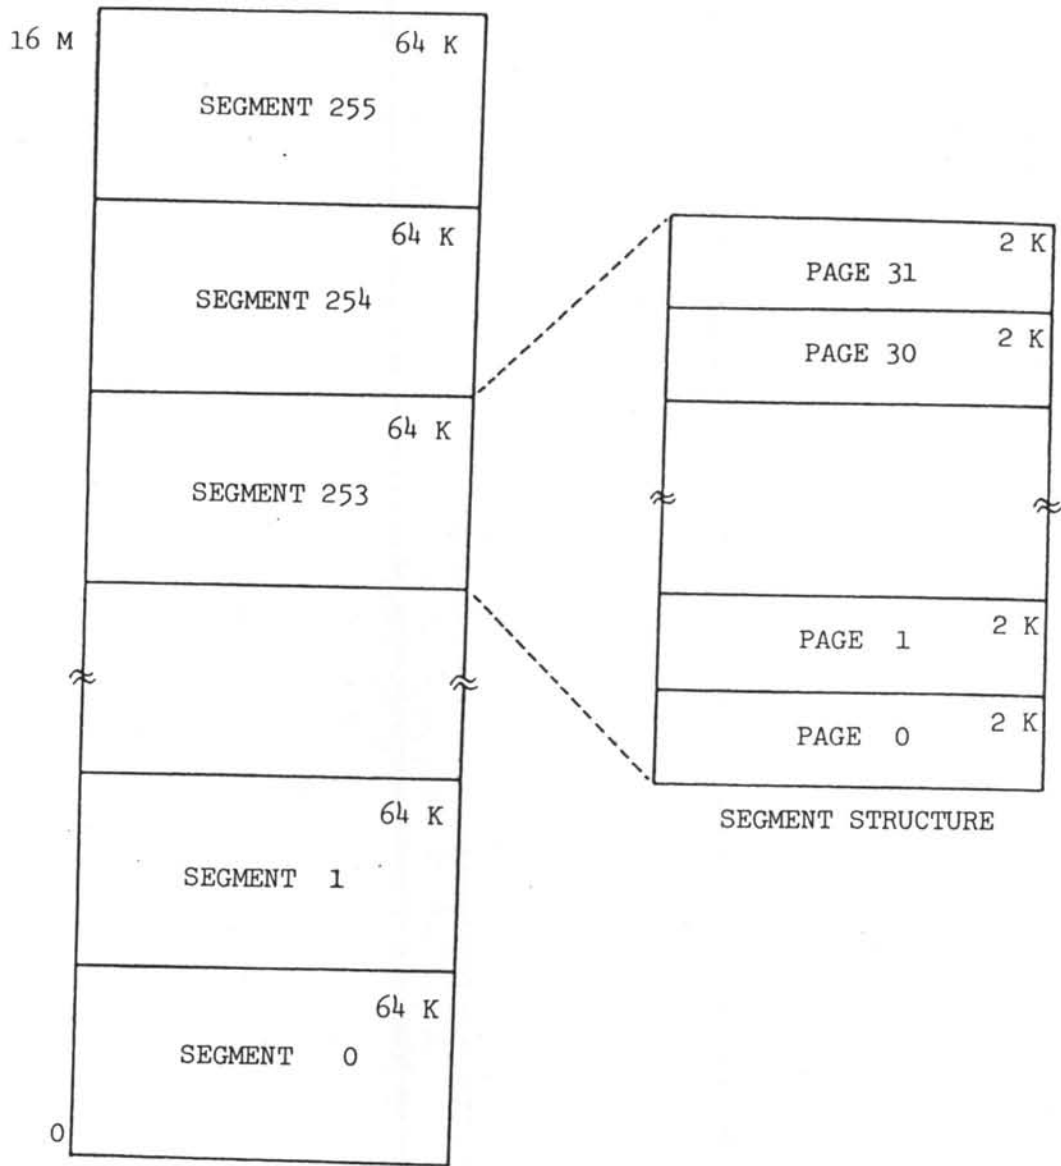 16 M
64 K
SEGMENT 255
64 K
SEGMENT 254
64 K
SEGMENT 253
64 K
SEGMENT 1
64 K
SEGMENT 0
0
2 K
PAGE 31
2 K
PAGE 30
2 K
PAGE 1
2 K
PAGE 0
SEGMENT STRUCTURE